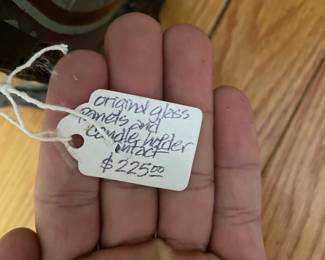 original glass
panels and
candle holder
intact
$225.00